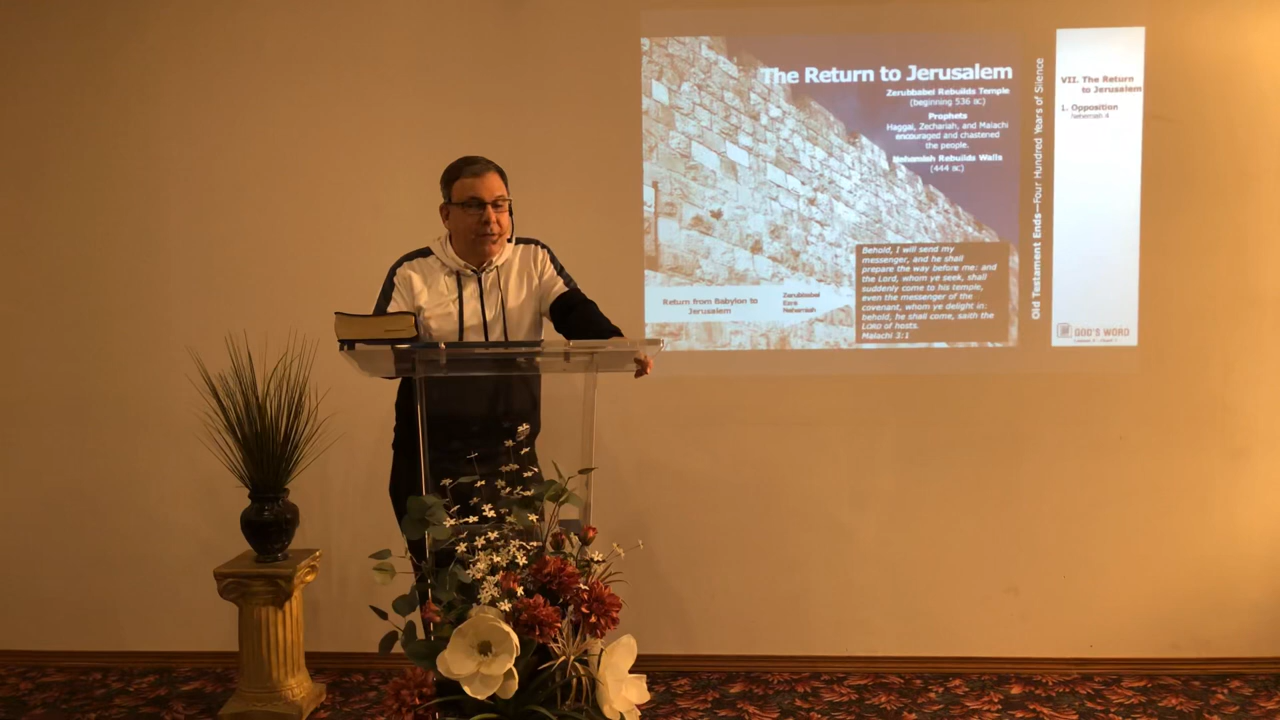 The Return to Jerusalem
Zerubbabel Rebuilds Temple
(beginning 536 BC)
Prophets
Haggai, Zechariah, and Malachi
encouraged and chastened
the people.
Nehemiah Rebuilds Walls
(444 BC)
Behold, I will send my
messenger, and he shall
prepare the way before me: and
the Lord, whom ye seek, shall
suddenly come to his temple,
even the messenger of the
covenant, whom ye delight in:
behold, he shall come, saith the
LORD of hosts.
Malachi 3:1
Return from Babylon to
Jerusalem
Zerubbabel
Ezra
Nehemiah
Old Testament Ends—Four Hundred Years of Silence
VII. The Return
to Jerusalem
1. Opposition
Nehemiah 4
GOD'S WORD